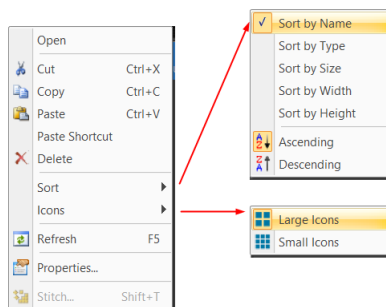 Open
Cut Ctrl+X
Copy Ctrl+C
Paste Ctrl+V
Paste Shortcut
Delete
Sort
Icons
Refresh F5
Properties...
Stitch... Shift+T
Sort by Name
Sort by Type
Sort by Size
Sort by Width
Sort by Height
Ascending
Descending
Large Icons
Small Icons